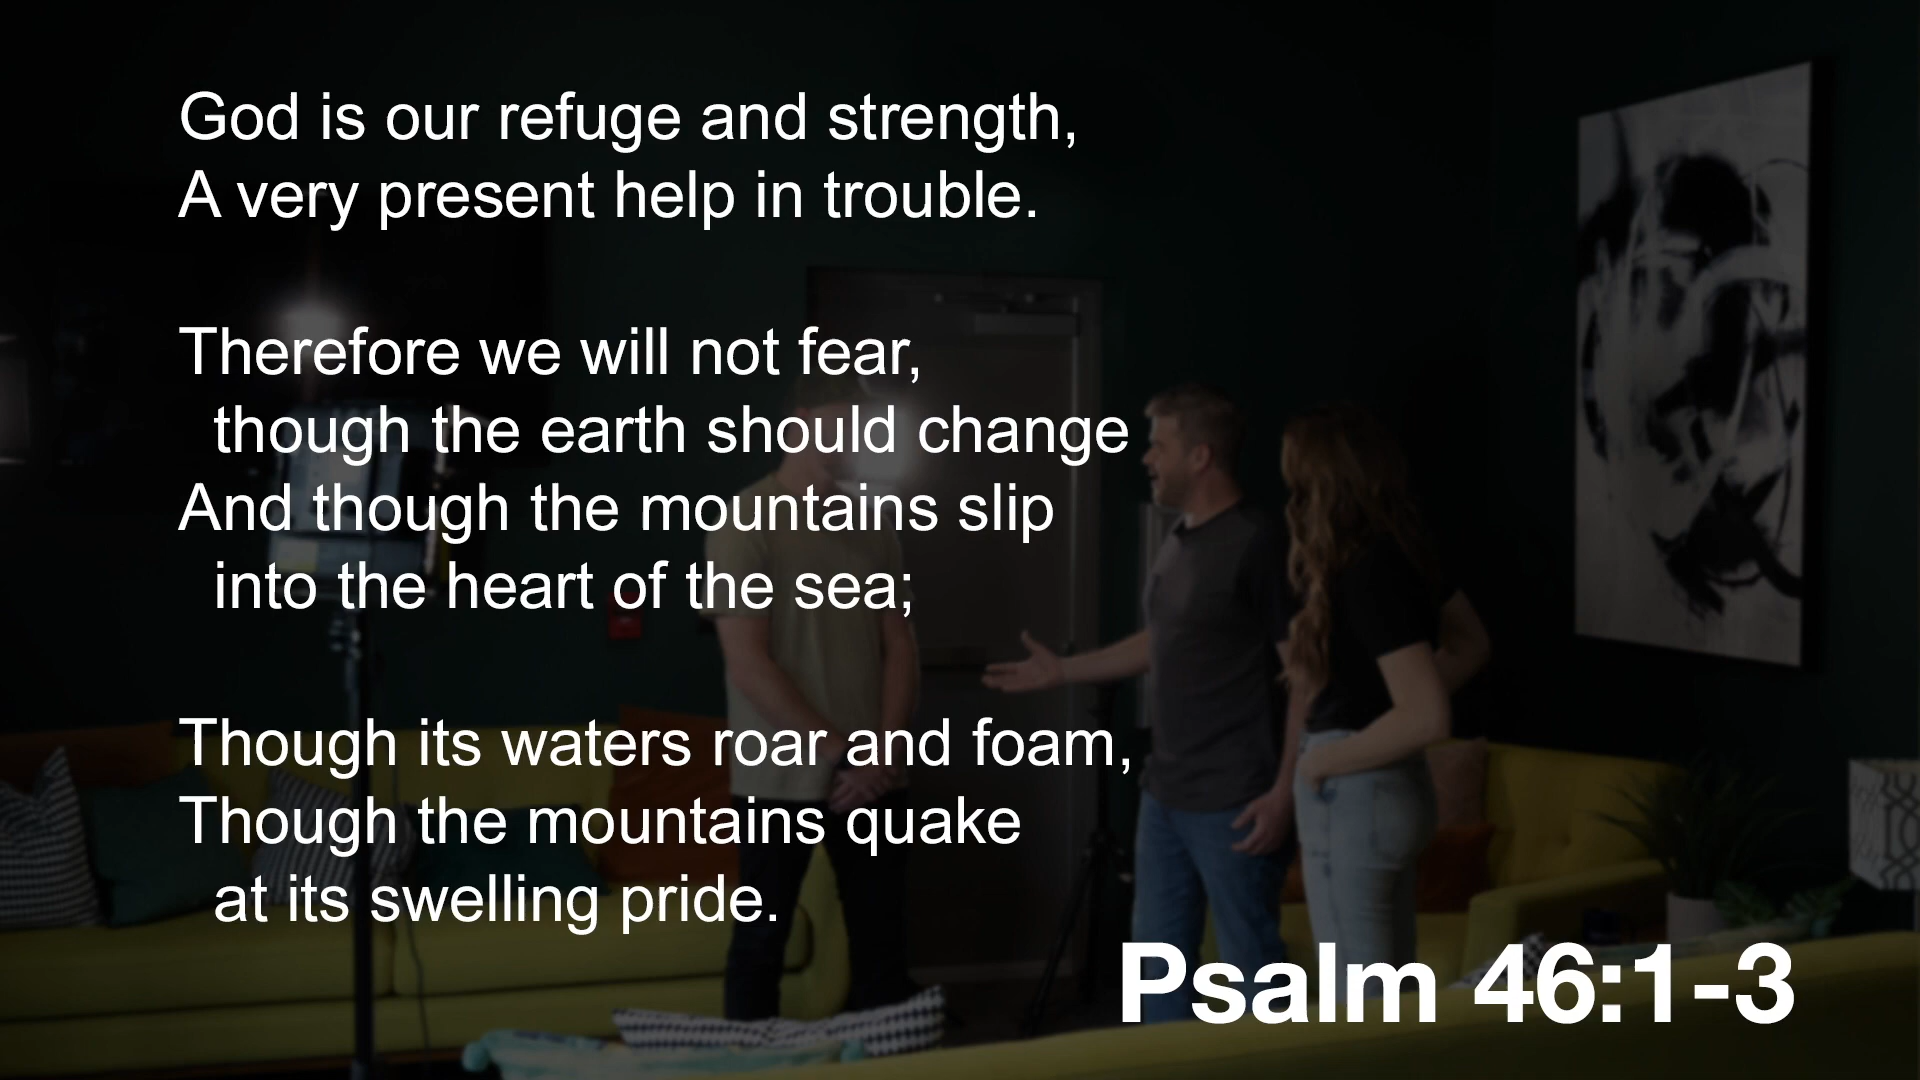 God is our refuge and strength,
A very present help in trouble.
Therefore we will not fear,
though the earth should change
And though the mountains slip
into the heart of the sea;
Though its waters roar and foam,
Though the mountains quake
at its swelling pride.
Psalm 46:1-3